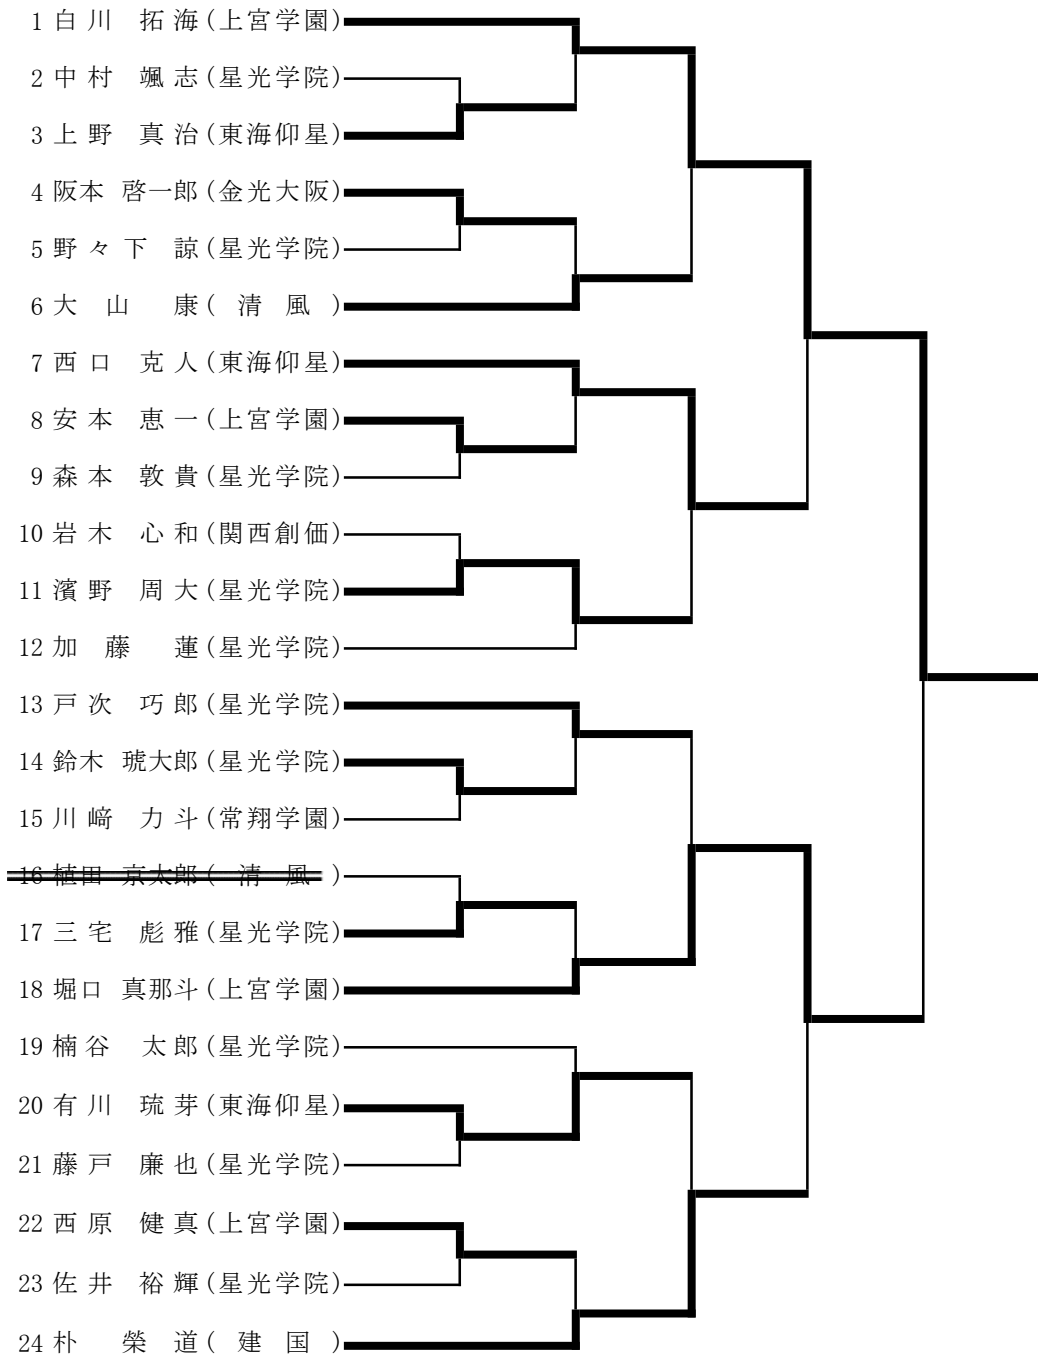 1 白川 拓海(上宮学園)
2 中村 颯志(星光学院)
3 上野 真治(東海仰星)
4 阪本 啓一郎(金光大阪)
5 野々下 諒(星光学院)
6 大山 康(清風)
7 西口 克人(東海仰星)
8 安本 恵一(上宮学園)
9 森本 敦貴(星光学院)
10 岩木 心和(関西創価)
11 濱野 周大(星光学院)
12 加藤 蓮(星光学院)
13 戸次 巧郎(星光学院)
14 鈴木 琥大郎(星光学院)
15 川﨑 力斗(常翔学園)
16 植田 京太郎(清風)
17 三宅 彪雅(星光学院)
18 堀口 真那斗(上宮学園)
19 楠谷 太郎(星光学院)
20 有川 琉芽(東海仰星)
21 藤戸 廉也(星光学院)
22 西原 健真(上宮学園)
23 佐井 裕輝(星光学院)
24 朴 榮道(建国)